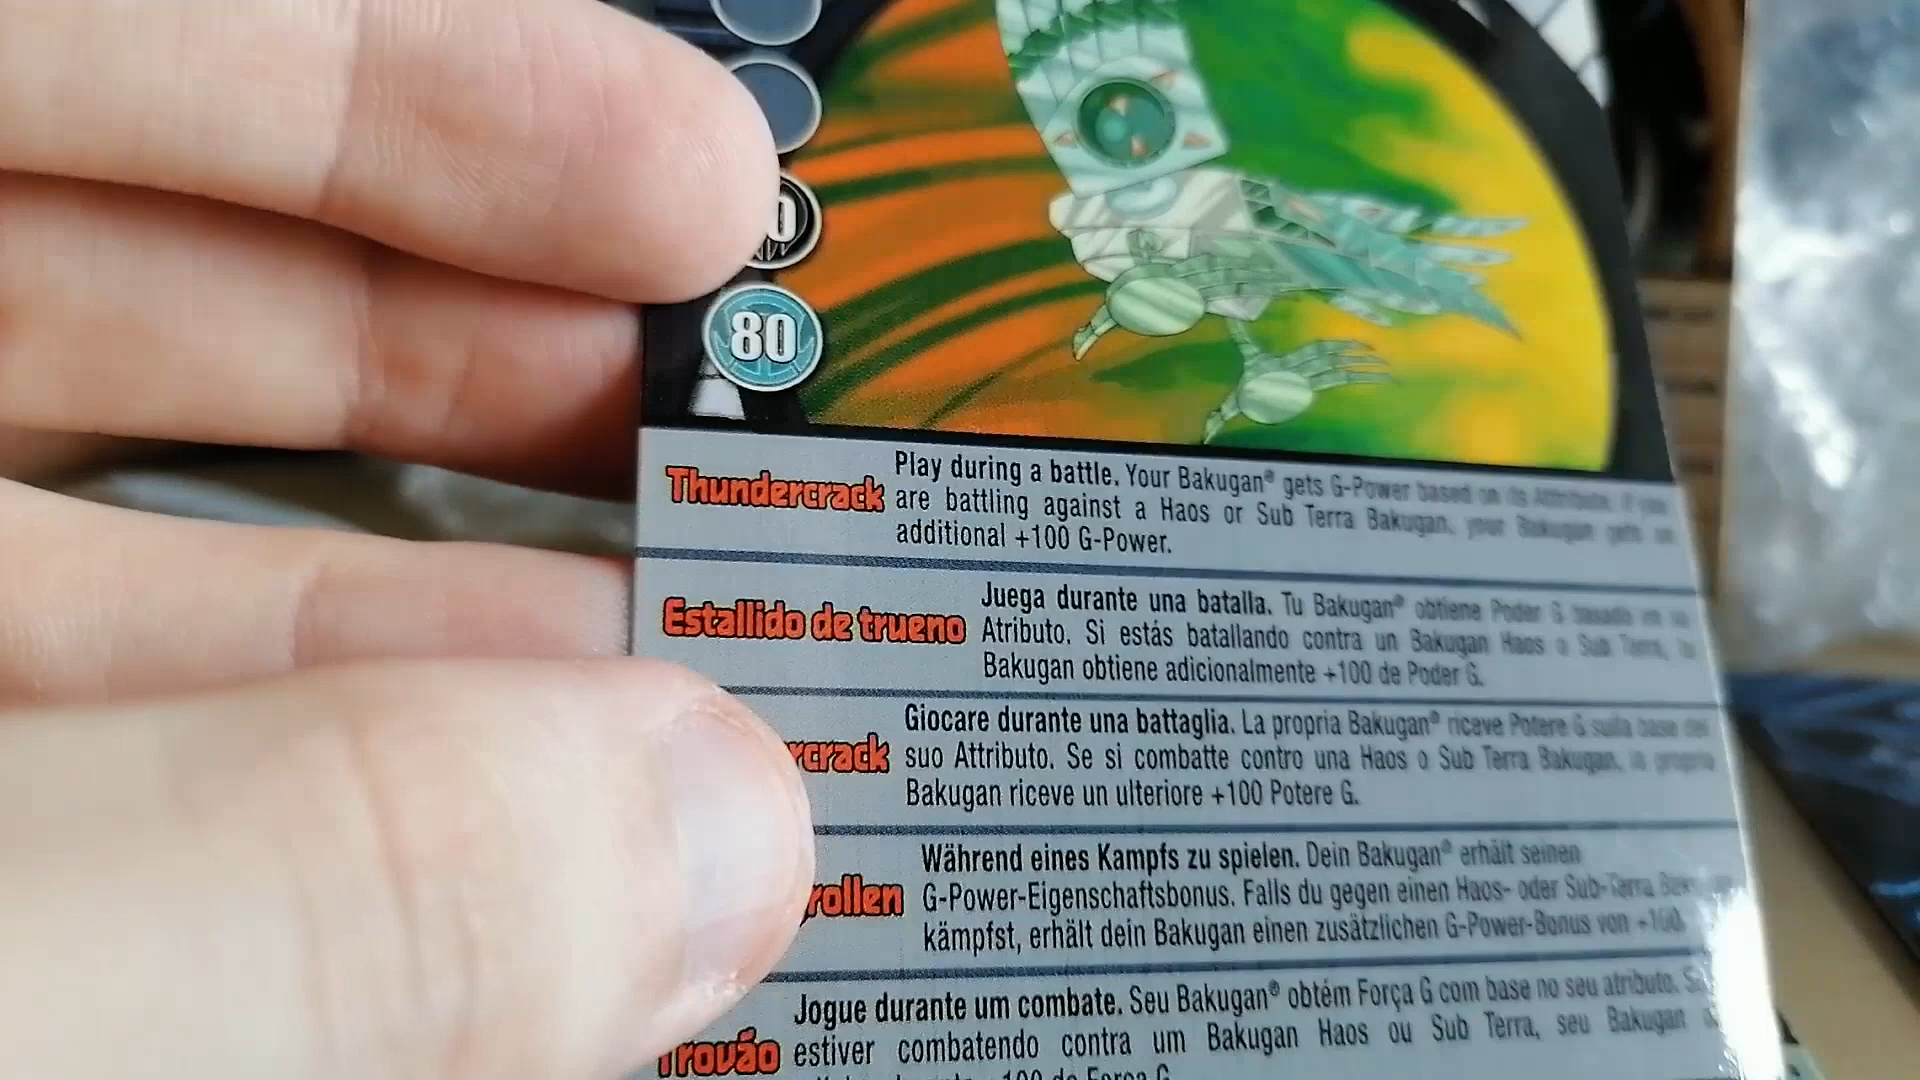 0
80
Thundercrack
Play during a battle. Your Bakugan® gets G-Power based on its Attribute. If you
are battling against a Haos or Sub Terra Bakugan, your Bakugan gets an
additional +100 G-Power.
Estallido de trueno
Juega durante una batalla. Tu Bakugan® obtiene Poder G basado en su
Atributo. Si estás batallando contra un Bakugan Haos o Sub Terra, tu
Bakugan obtiene adicionalmente +100 de Poder G.
rcrack
Giocare durante una battaglia. La propria Bakugan® riceve Potere G sulla base del
suo Attributo. Se si combatte contro una Haos o Sub Terra Bakugan, la propria
Bakugan riceve un ulteriore +100 Potere G.
rollen
Während eines Kampfs zu spielen. Dein Bakugan® erhält seinen
G-Power-Eigenschaftsbonus. Falls du gegen einen Haos- oder Sub-Terra
kämpfst, erhält dein Bakugan einen zusätzlichen G-Power-Bonus von +100.
Trovão
Jogue durante um combate. Seu Bakugan® obtém Força G com base no seu atributo.
estiver combatendo contra um Bakugan Haos ou Sub Terra, seu Bakugan
100 de Força G